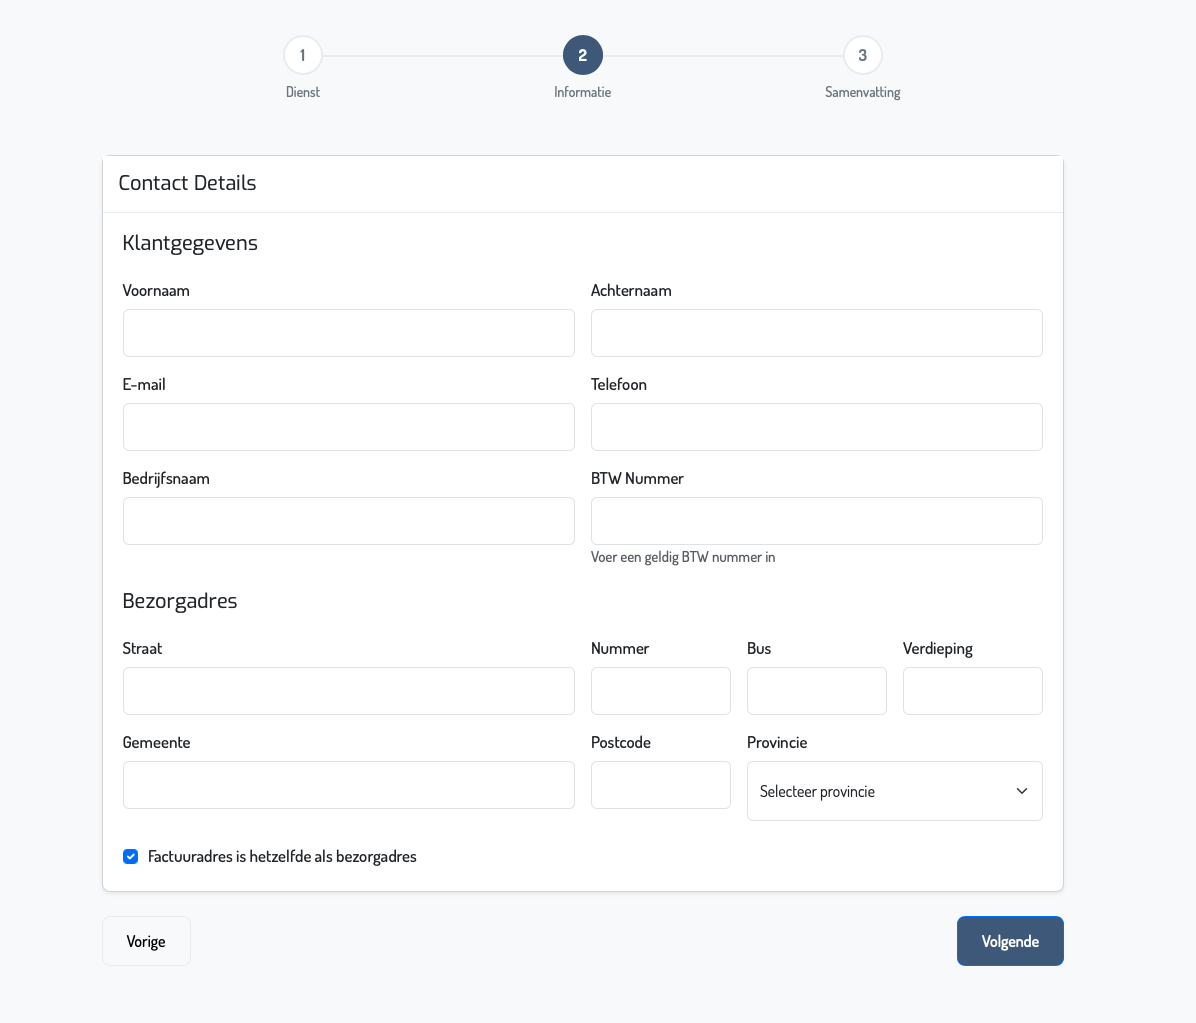 1 2 3
Dienst Informatie Samenvatting
Contact Details
Klantgegevens
Voornaam Achternaam
E-mail Telefoon
Bedrijfsnaam BTW Nummer
Voer een geldig BTW nummer in
Bezorgadres
Straat Nummer Bus Verdieping
Gemeente Postcode Provincie
Selecteer provincie
Factuuradres is hetzelfde als bezorgadres
Vorige Volgende